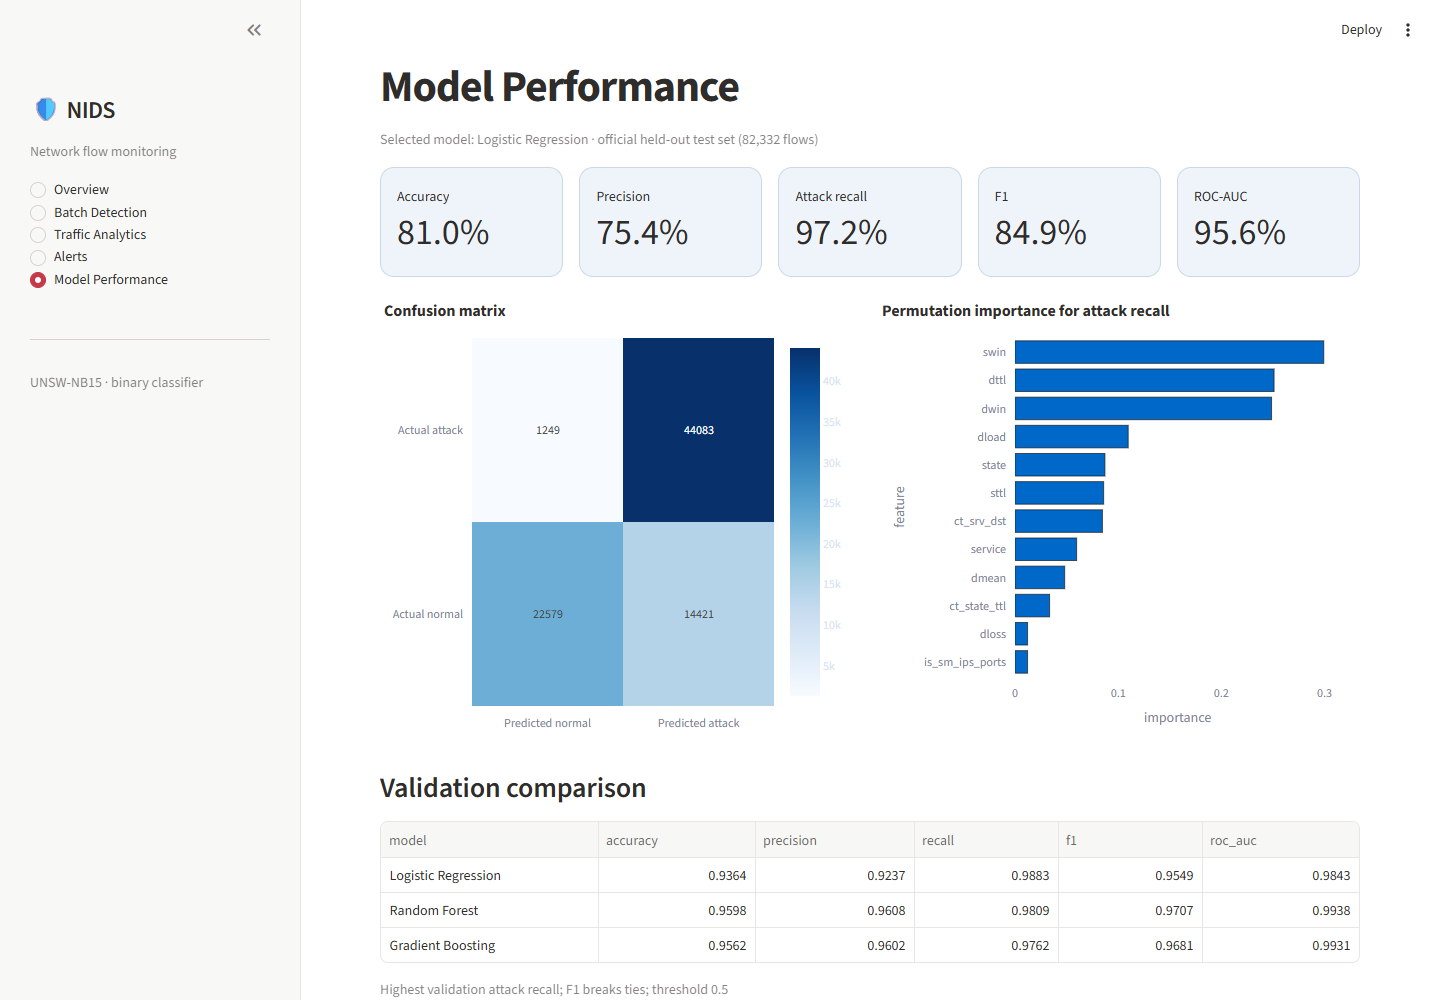 Deploy
NIDS
Network flow monitoring
Overview
Batch Detection
Traffic Analytics
Alerts
Model Performance
UNSW-NB15 · binary classifier
Model Performance
Selected model: Logistic Regression · official held-out test set (82,332 flows)
Accuracy
81.0%
Precision
75.4%
Attack recall
97.2%
F1
84.9%
ROC-AUC
95.6%
Confusion matrix
Actual attack
1249
44083
Actual normal
22579
14421
Predicted normal
Predicted attack
40k
35k
30k
25k
20k
15k
10k
5k
Permutation importance for attack recall
feature
swin
dttl
dwin
dload
state
sttl
ct_srv_dst
service
dmean
ct_state_ttl
dloss
is_sm_ips_ports
0 0.1 0.2 0.3
importance
Validation comparison
model accuracy precision recall f1 roc_auc
Logistic Regression 0.9364 0.9237 0.9883 0.9549 0.9843
Random Forest 0.9598 0.9608 0.9809 0.9707 0.9938
Gradient Boosting 0.9562 0.9602 0.9762 0.9681 0.9931
Highest validation attack recall; F1 breaks ties; threshold 0.5